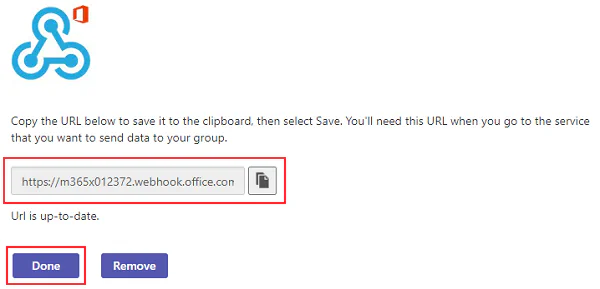 Copy the URL below to save it to the clipboard, then select Save. You'll need this URL when you go to the service
that you want to send data to your group.
https://m365x012372.webhook.office.com
Url is up-to-date.
Done
Remove